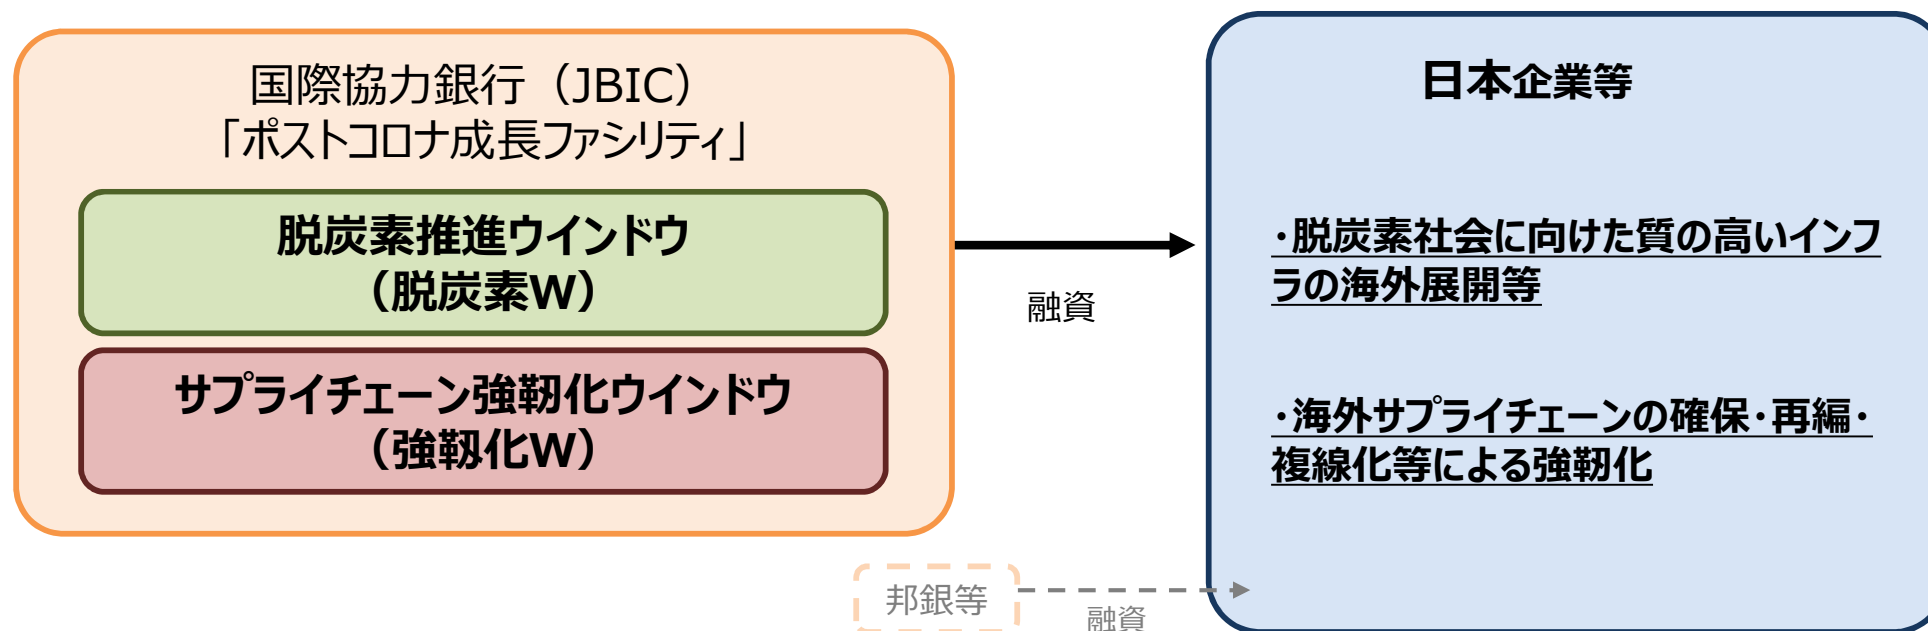 国際協力銀行（JBIC）
「ポストコロナ成長ファシリティ」
脱炭素推進ウインドウ
（脱炭素W）
サプライチェーン強靭化ウインドウ
（強靱化W）
融資
日本企業等
・脱炭素社会に向けた質の高いインフ
ラの海外展開等
・海外サプライチェーンの確保・再編・
複線化等による強靭化
邦銀等
融資